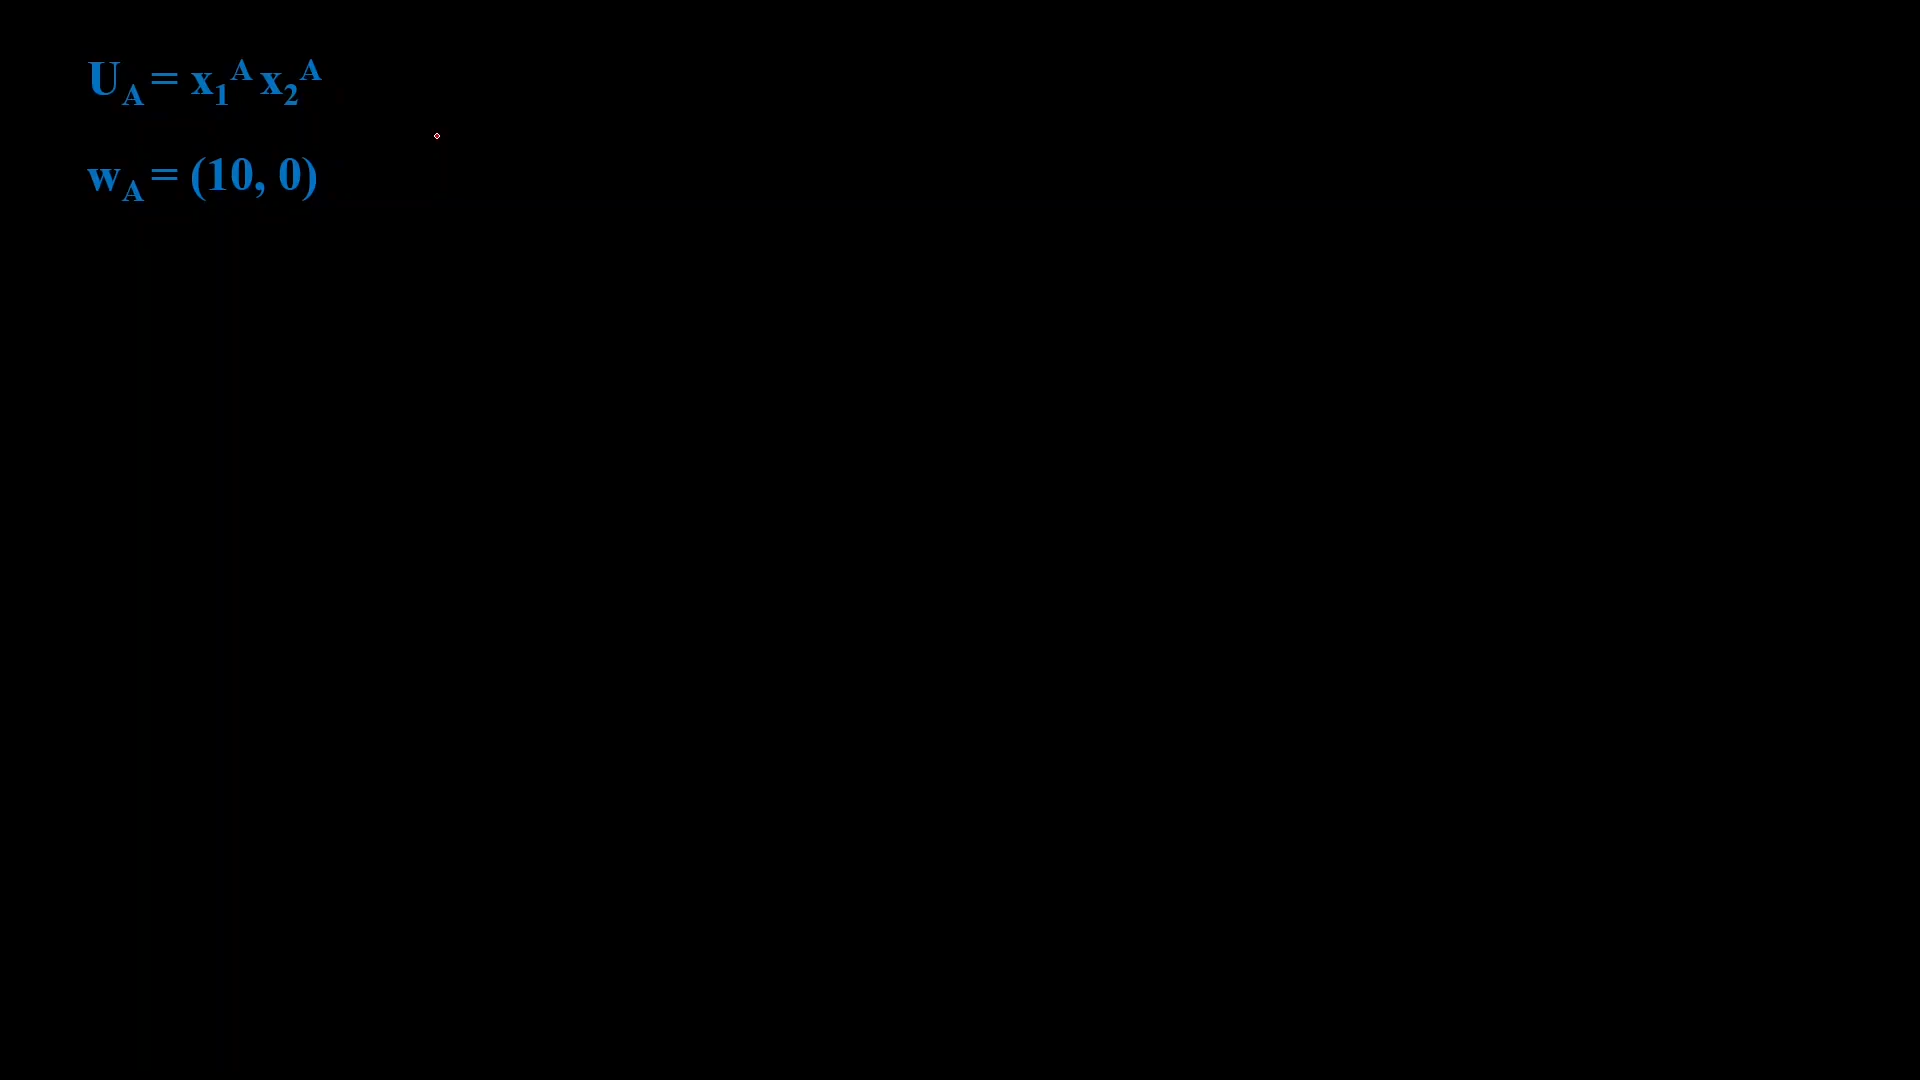 U_A = x_1^A x_2^A
w_A = (10, 0)